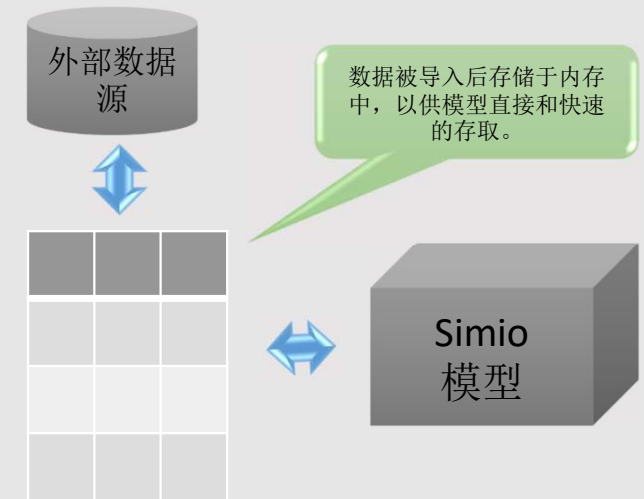 外部数据
源
数据被导入后存储于内存
中，以供模型直接和快速
的存取。
Simio
模型